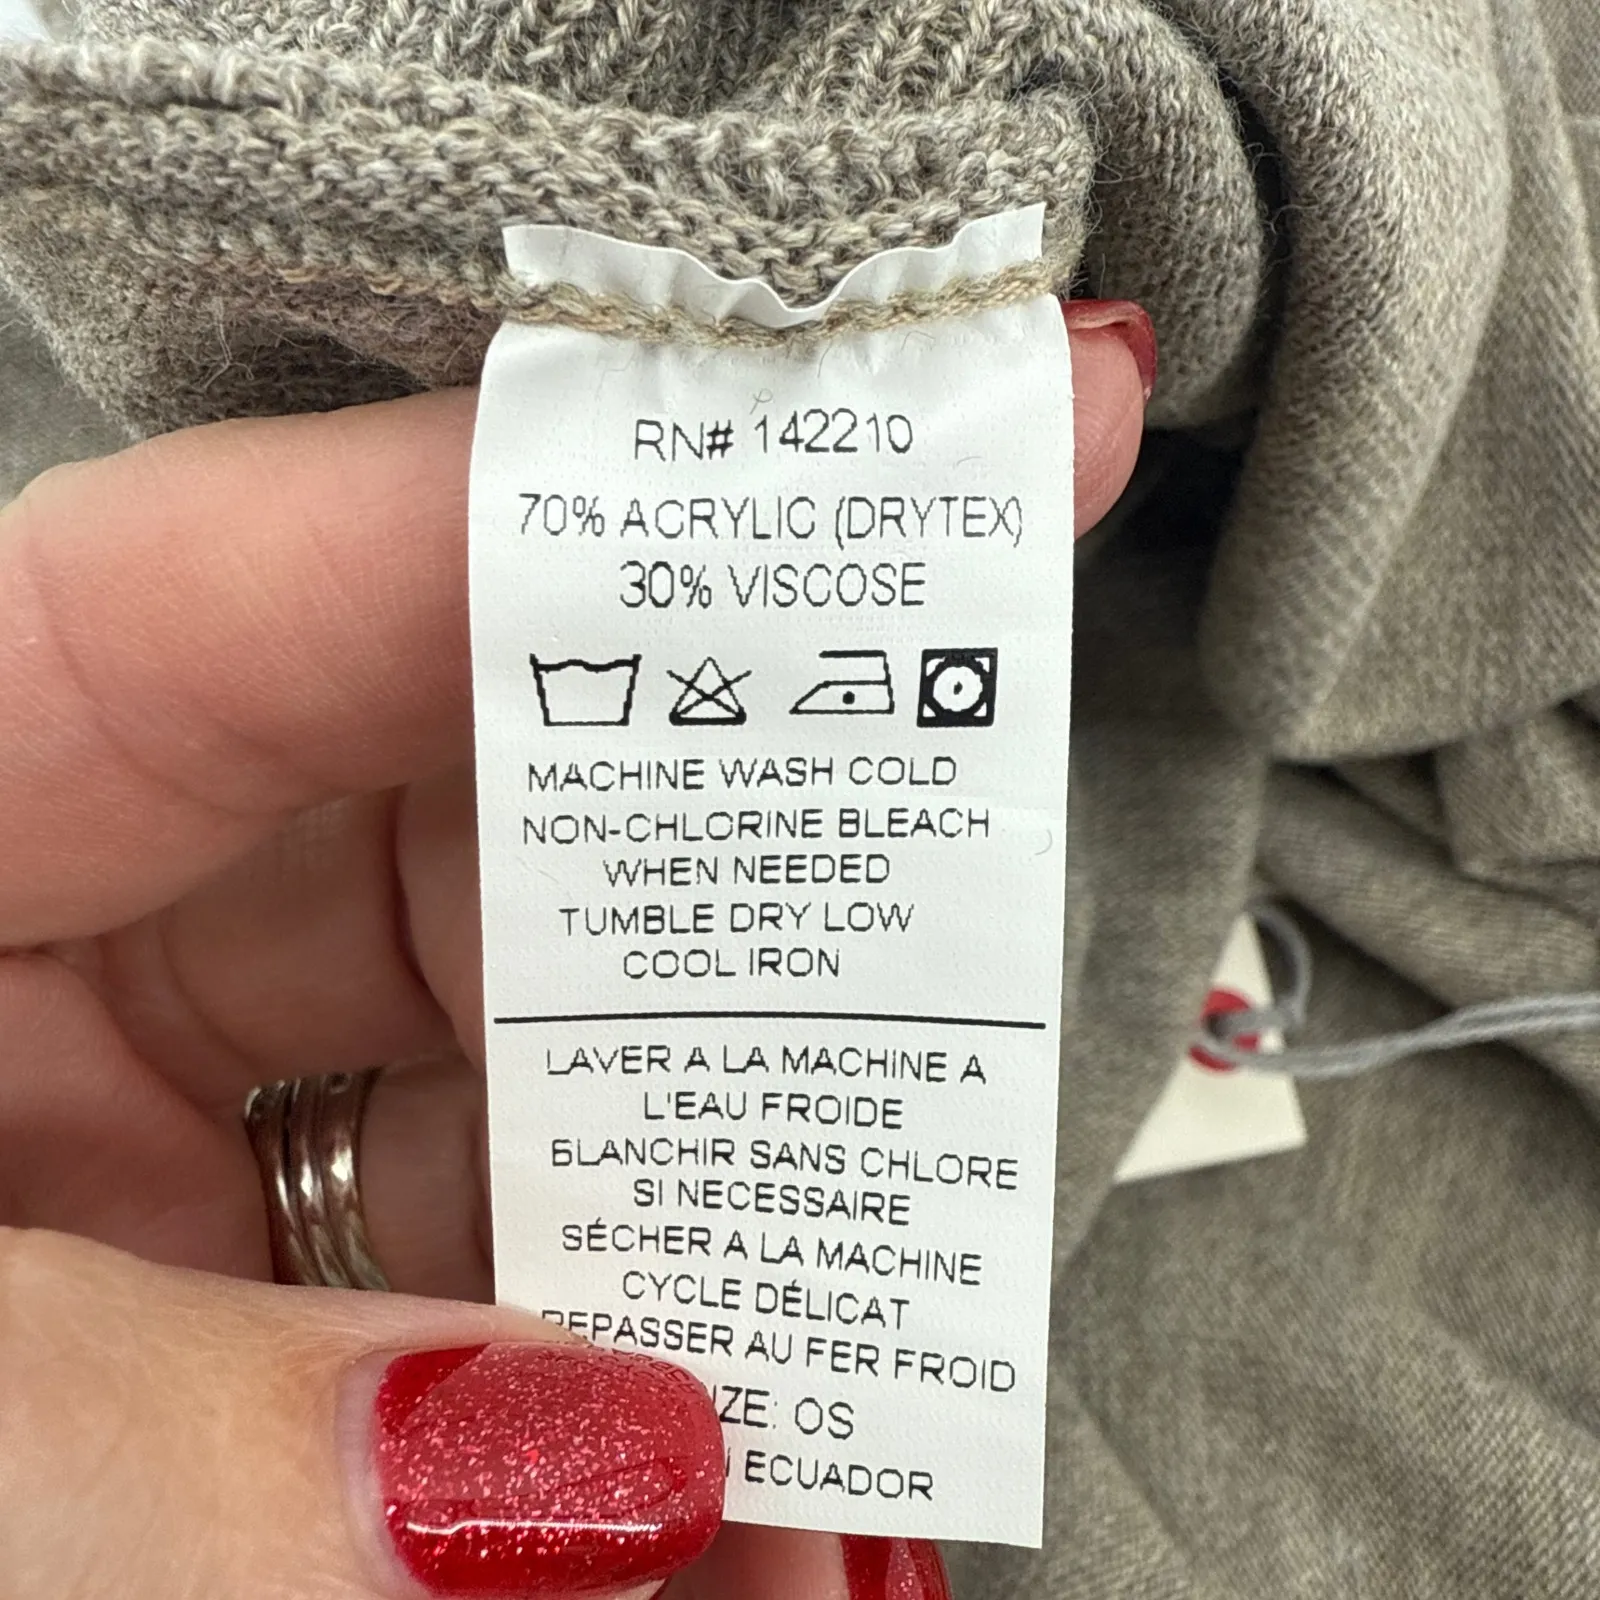 RN# 142210
70% ACRYLIC (DRYTEX)
30% VISCOSE
MACHINE WASH COLD
NON-CHLORINE BLEACH
WHEN NEEDED
TUMBLE DRY LOW
COOL IRON
LAVER A LA MACHINE A
L'EAU FROIDE
BLANCHIR SANS CHLORE
SI NECESSAIRE
SÉCHER A LA MACHINE
CYCLE DÉLICAT
REPASSER AU FER FROID
OS
ECUADOR